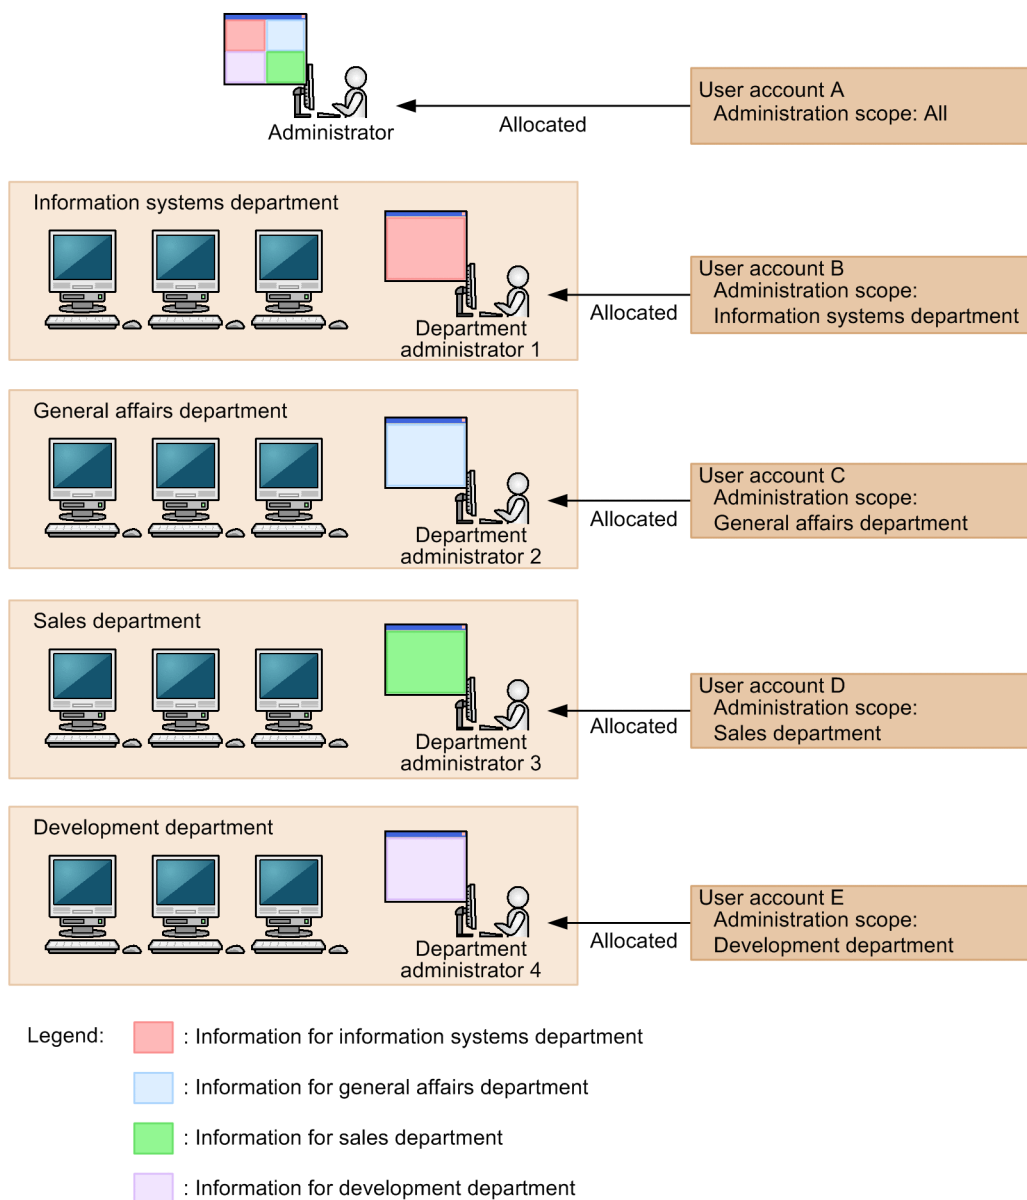 Administrator
Allocated
User account A
Administration scope: All
Information systems department
Department
administrator 1
Allocated
User account B
Administration scope:
Information systems department
General affairs department
Department
administrator 2
Allocated
User account C
Administration scope:
General affairs department
Sales department
Department
administrator 3
Allocated
User account D
Administration scope:
Sales department
Development department
Department
administrator 4
Allocated
User account E
Administration scope:
Development department
Legend:
: Information for information systems department
: Information for general affairs department
: Information for sales department
: Information for development department